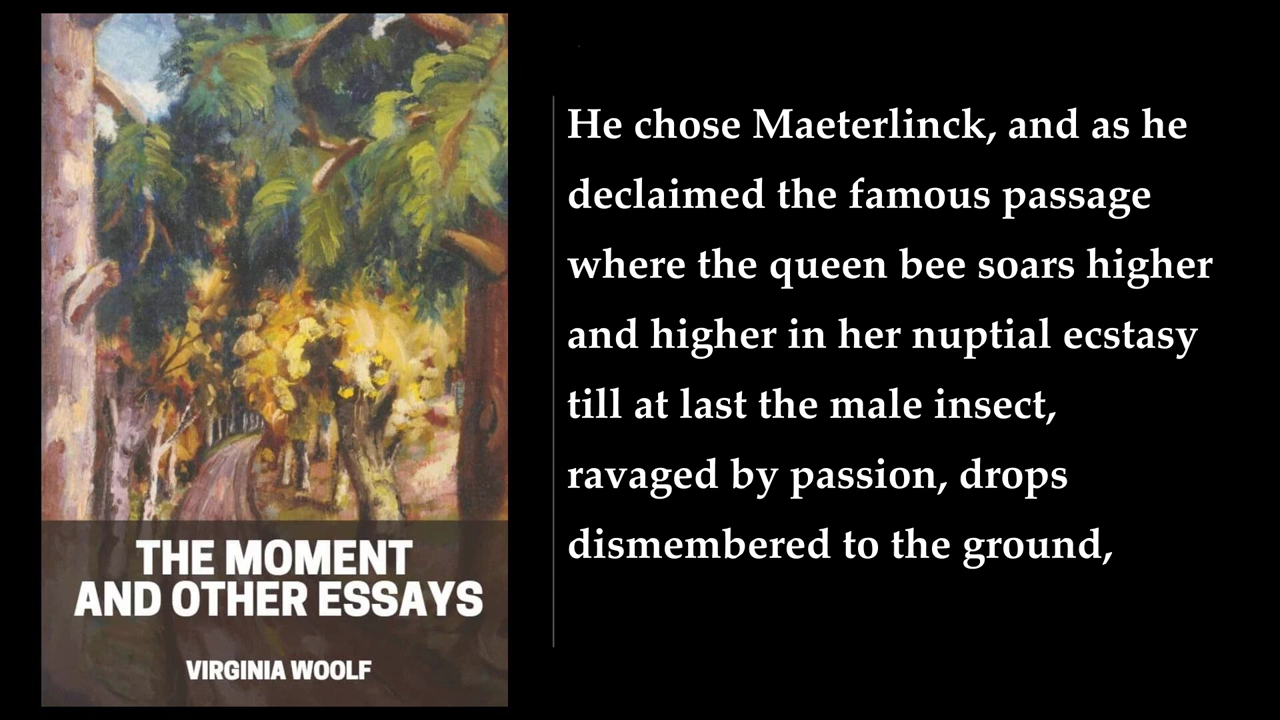 THE MOMENT
AND OTHER ESSAYS
VIRGINIA WOOLF
He chose Maeterlinck, and as he
declaimed the famous passage
where the queen bee soars higher
and higher in her nuptial ecstasy
till at last the male insect,
ravaged by passion, drops
dismembered to the ground,